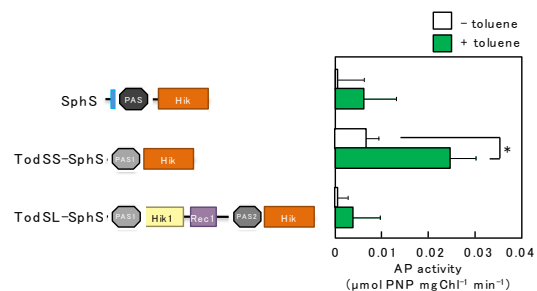 - toluene
+ toluene
SphS PAS Hik
TodSS-SphS PAS1 Hik
*
TodSL-SphS PAS1 Hik1 Rec1 PAS2 Hik
0 0.01 0.02 0.03 0.04
AP activity
(μmol PNP mgChl⁻¹ min⁻¹)